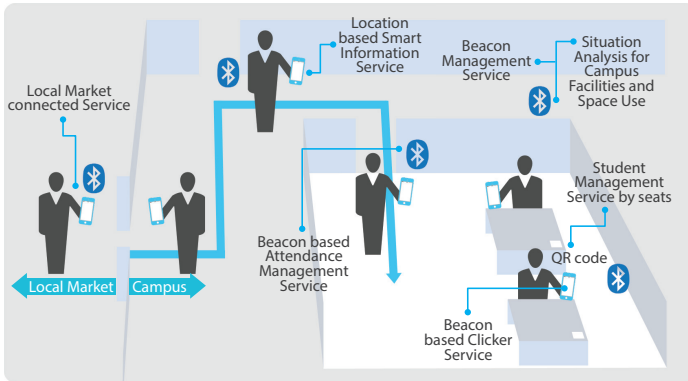 Location
based Smart
Information
Service
Beacon
Management
Service
Situation
Analysis for
Campus
Facilities and
Space Use
Local Market
connected Service
Student
Management
Service by seats
Beacon based
Attendance
Management
Service
QR code
Local Market
Campus
Beacon
based Clicker
Service